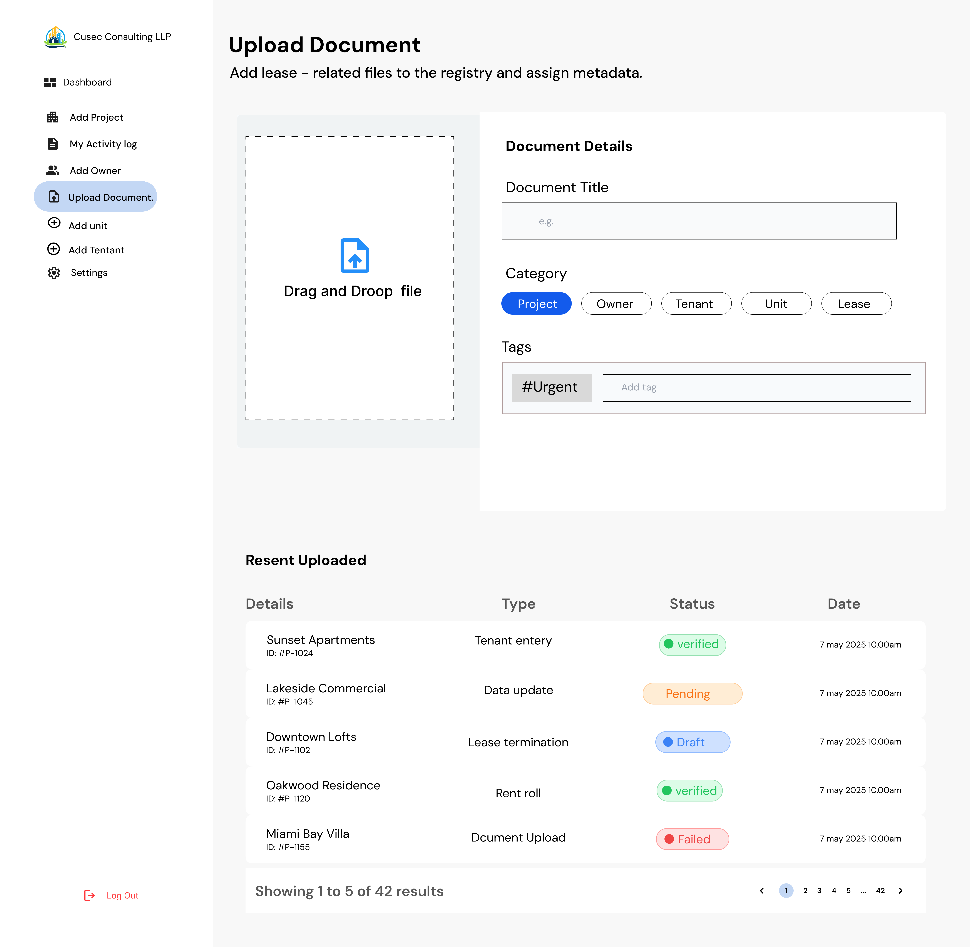 Cusec Consulting LLP
Dashboard
Add Project
My Activity log
Add Owner
Upload Document.
Add unit
Add Tentant
Settings
Log Out
Upload Document
Add lease - related files to the registry and assign metadata.
Drag and Droop file
Document Details
Document Title
e.g.
Category
Project Owner Tenant Unit Lease
Tags
#Urgent Add tag
Resent Uploaded
Details Type Status Date
Sunset Apartments Tenant entery verified 7 may 2025 10.00am
ID: #P-1024
Lakeside Commercial Data update Pending 7 may 2025 10.00am
ID: #P-1045
Downtown Lofts Lease termination Draft 7 may 2025 10.00am
ID: #P-1102
Oakwood Residence Rent roll verified 7 may 2025 10.00am
ID: #P-1120
Miami Bay Villa Dcument Upload Failed 7 may 2025 10.00am
ID: #P-1155
Showing 1 to 5 of 42 results < 1 2 3 4 5 ... 42 >